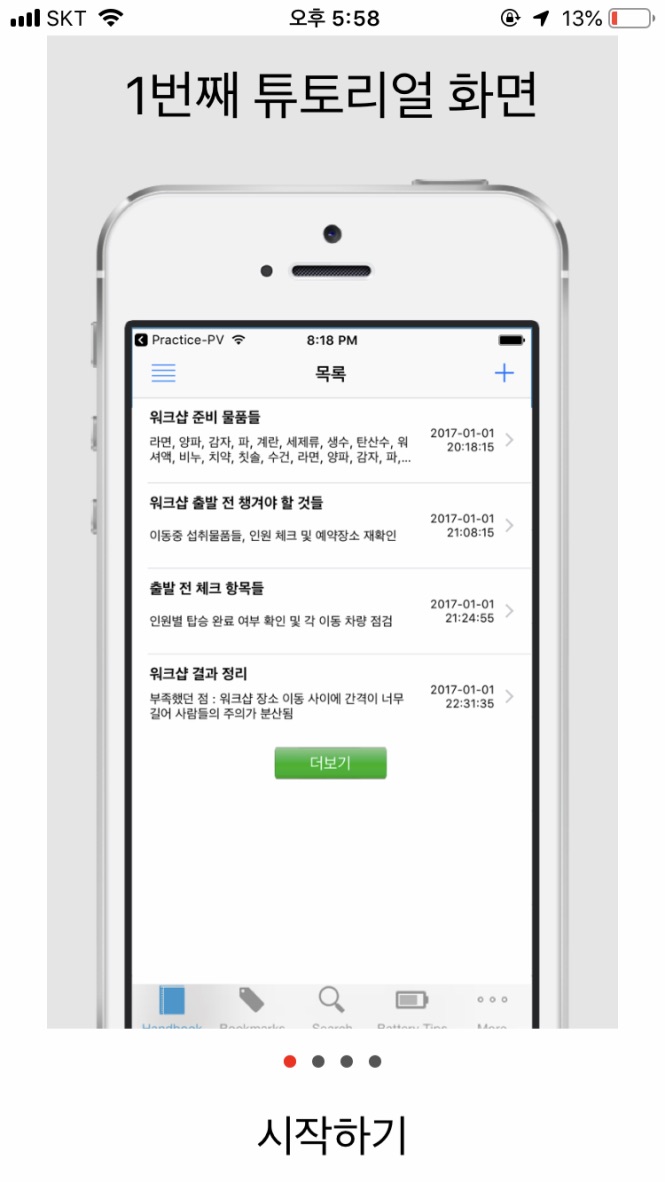 SKT
오후 5:58
13%
1번째 튜토리얼 화면
Practice-PV
8:18 PM
목록
워크샵 준비 물품들
라면, 양파, 감자, 파, 계란, 세제류, 생수, 탄산수, 워
셔액, 비누, 치약, 칫솔, 수건, 라면, 양파, 감자, 파,...
2017-01-01
20:18:15
워크샵 출발 전 챙겨야 할 것들
이동중 섭취물품들, 인원 체크 및 예약장소 재확인
2017-01-01
21:08:15
출발 전 체크 항목들
인원별 탑승 완료 여부 확인 및 각 이동 차량 점검
2017-01-01
21:24:55
워크샵 결과 정리
부족했던 점 : 워크샵 장소 이동 사이에 간격이 너무
길어 사람들의 주의가 분산됨
2017-01-01
22:31:35
더보기
Handbook
Bookmarks
Search
Battery Tips
More
시작하기